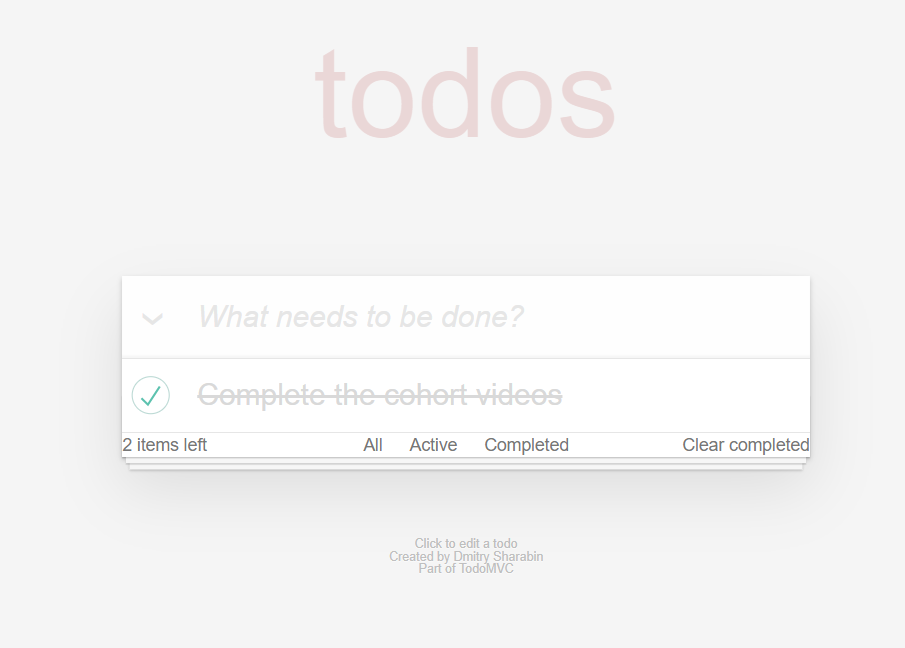 todos
What needs to be done?
Complete the cohort videos
2 items left All Active Completed Clear completed
Click to edit a todo
Created by Dmitry Sharabin
Part of TodoMVC